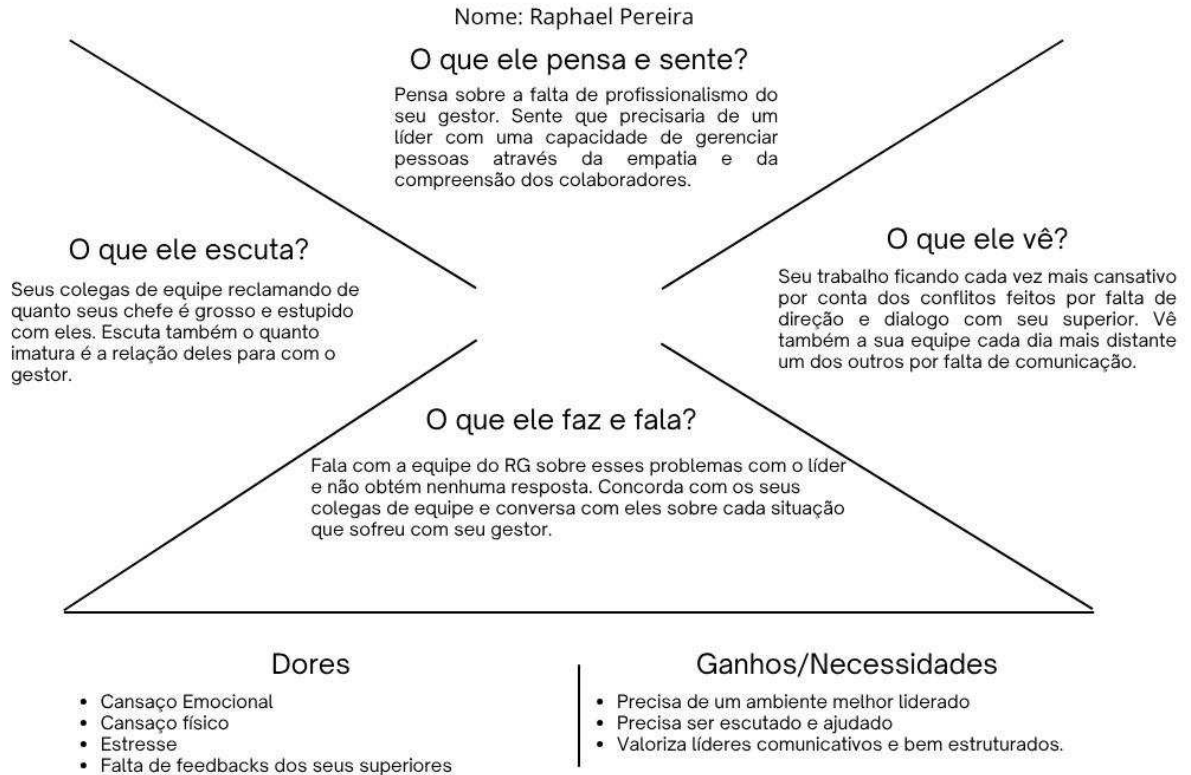 Nome: Raphael Pereira
O que ele pensa e sente?
Pensa sobre a falta de profissionalismo do
seu gestor. Sente que precisaria de um
líder com uma capacidade de gerenciar
pessoas através da empatia e da
compreensão dos colaboradores.
O que ele escuta?
Seus colegas de equipe reclamando de
quanto seus chefe é grosso e estupido
com eles. Escuta também o quanto
imatura é a relação deles para com o
gestor.
O que ele vê?
Seu trabalho ficando cada vez mais cansativo
por conta dos conflitos feitos por falta de
direção e dialogo com seu superior. Vê
também a sua equipe cada dia mais distante
um dos outros por falta de comunicação.
O que ele faz e fala?
Fala com a equipe do RG sobre esses problemas com o líder
e não obtém nenhuma resposta. Concorda com os seus
colegas de equipe e conversa com eles sobre cada situação
que sofreu com seu gestor.
Dores
• Cansaço Emocional
• Cansaço físico
• Estresse
• Falta de feedbacks dos seus superiores
Ganhos/Necessidades
• Precisa de um ambiente melhor liderado
• Precisa ser escutado e ajudado
• Valoriza líderes comunicativos e bem estruturados.